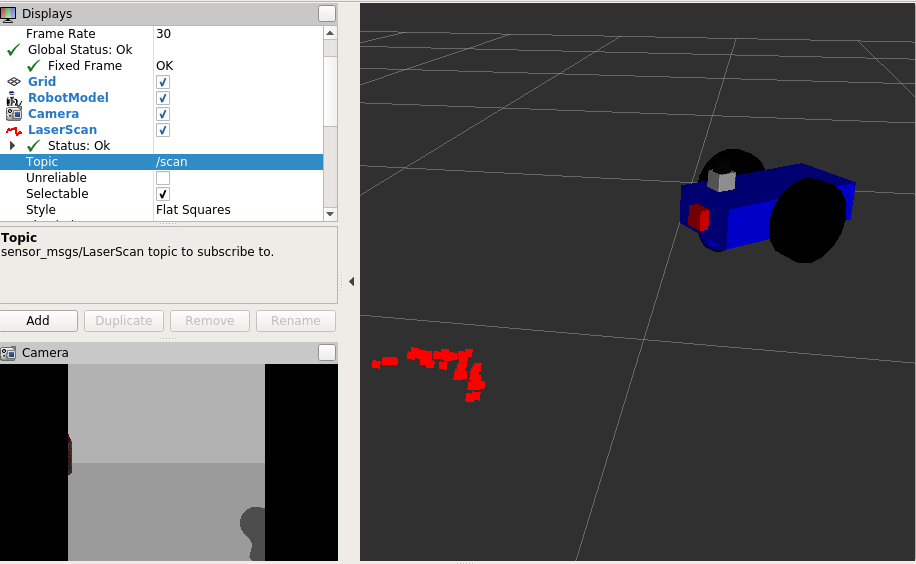 Displays
Frame Rate 30
Global Status: Ok
Fixed Frame OK
Grid
RobotModel
Camera
LaserScan
Status: Ok
Topic /scan
Unreliable
Selectable
Style Flat Squares
Topic
sensor_msgs/LaserScan topic to subscribe to.
Add Duplicate Remove Rename
Camera